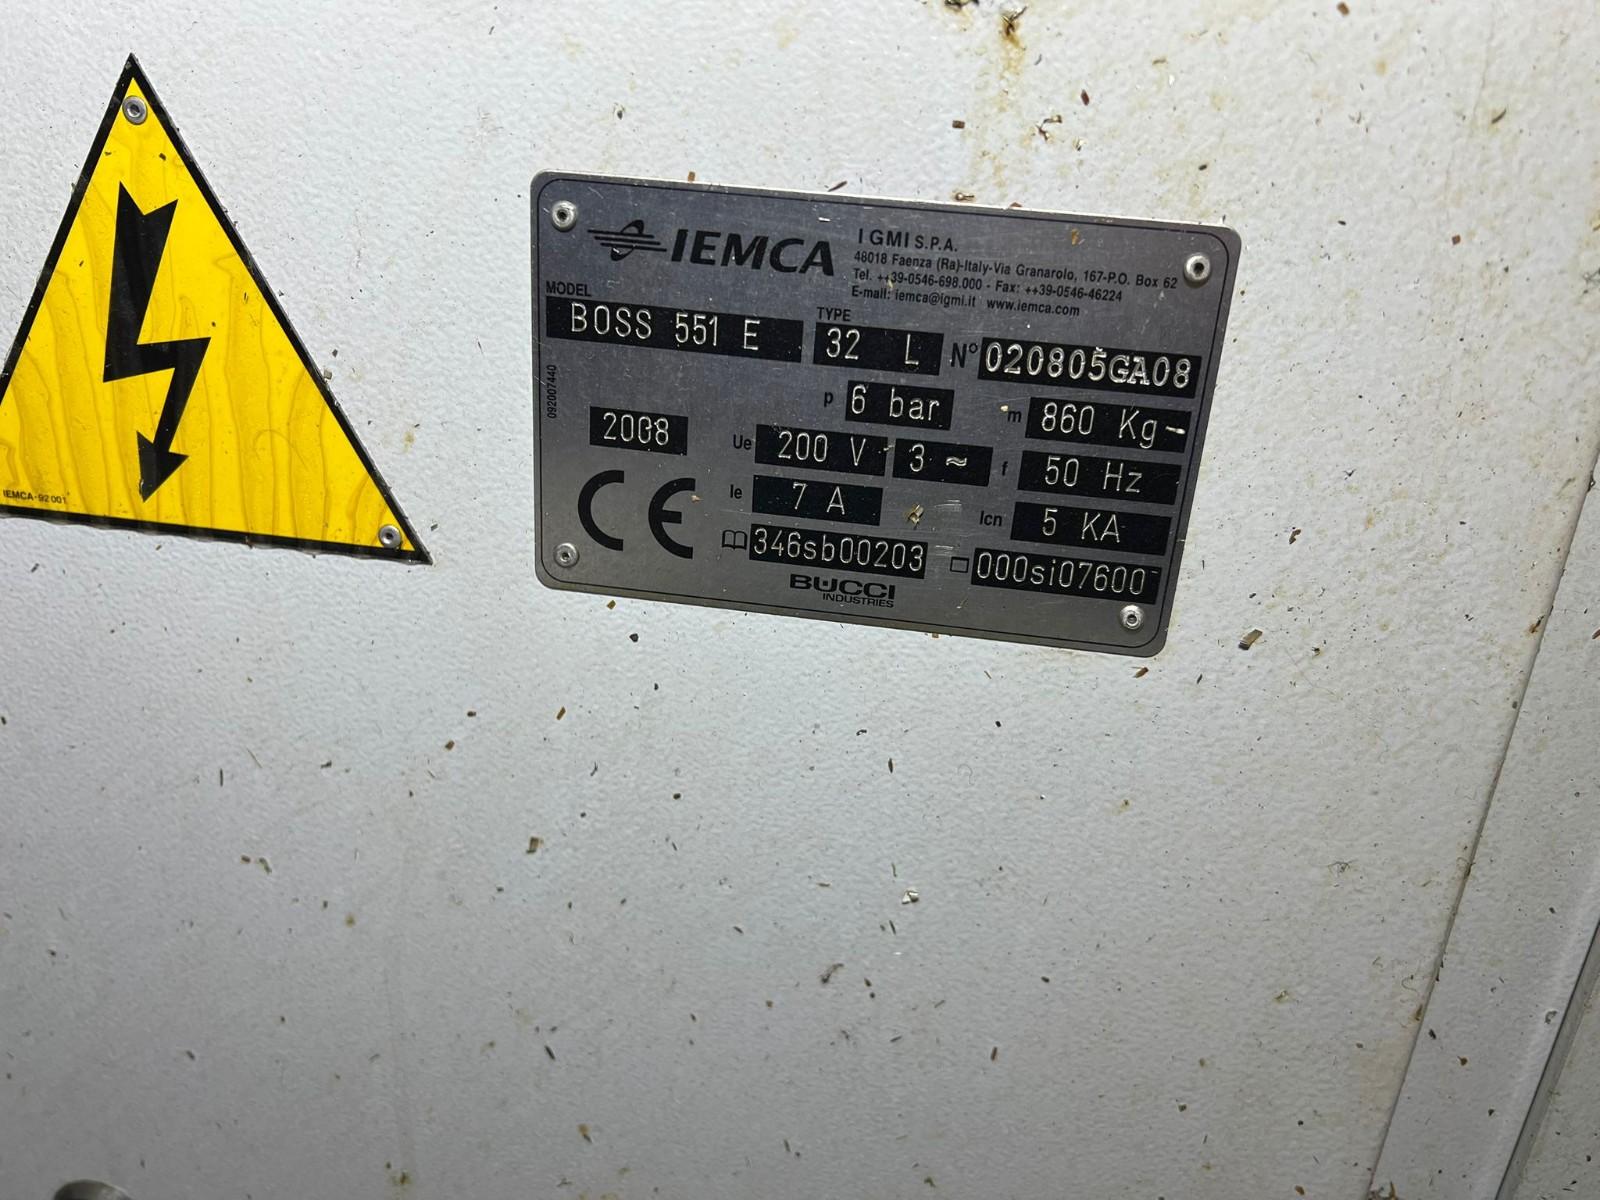 IEMCA
I GMI S.P.A.
48018 Faenza (Ra)-Italy-Via Granarolo, 167-P.O. Box 62
Tel. ++39-0546-698.000 - Fax: ++39-0546-46224
E-mail: iemca@igmi.it www.iemca.com
MODEL
BOSS 551 E
TYPE
32 L
N° 020805GA08
p 6 bar
m 860 Kg
092007440
2008
Ue 200 V 3 ~ f 50 Hz
Ie 7 A
Icn 5 KA
CE
346sb00203
000si07600
BUCCI
INDUSTRIES
IEMCA-92001